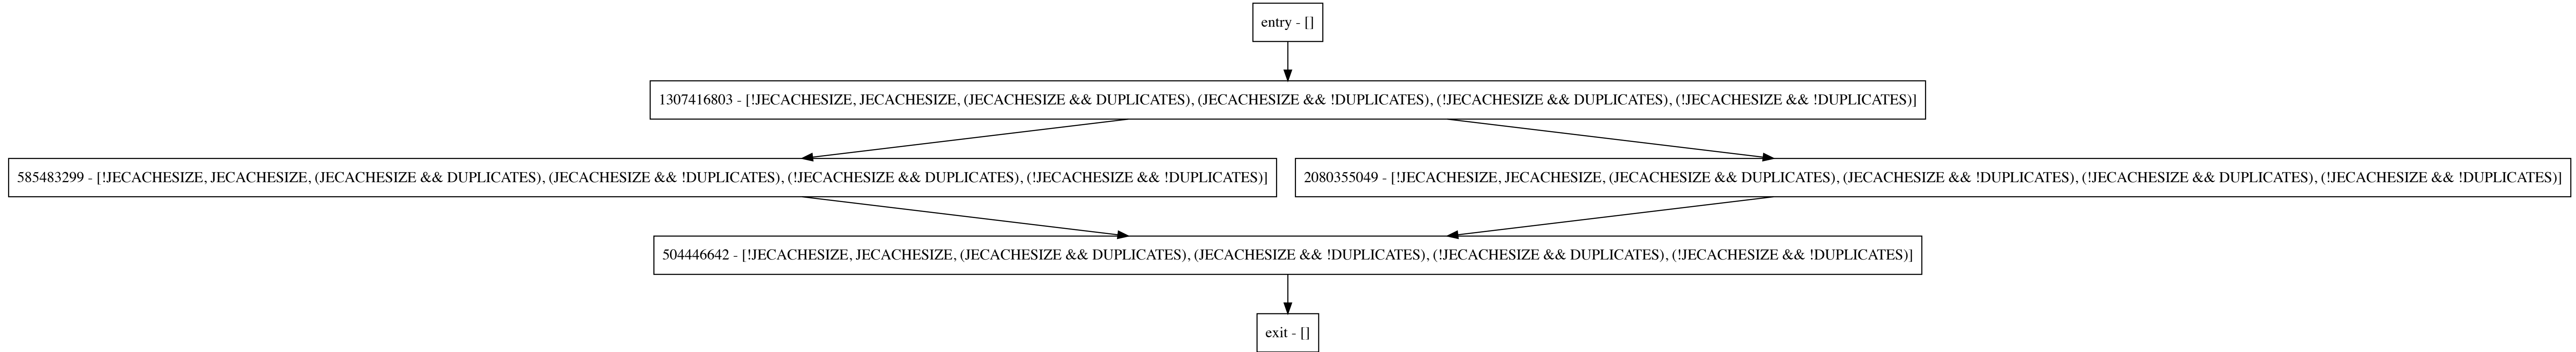 entry - []
1307416803 - [!JECACHESIZE, JECACHESIZE, (JECACHESIZE && DUPLICATES), (JECACHESIZE && !DUPLICATES), (!JECACHESIZE && DUPLICATES), (!JECACHESIZE && !DUPLICATES)]
585483299 - [!JECACHESIZE, JECACHESIZE, (JECACHESIZE && DUPLICATES), (JECACHESIZE && !DUPLICATES), (!JECACHESIZE && DUPLICATES), (!JECACHESIZE && !DUPLICATES)]
2080355049 - [!JECACHESIZE, JECACHESIZE, (JECACHESIZE && DUPLICATES), (JECACHESIZE && !DUPLICATES), (!JECACHESIZE && DUPLICATES), (!JECACHESIZE && !DUPLICATES)]
504446642 - [!JECACHESIZE, JECACHESIZE, (JECACHESIZE && DUPLICATES), (JECACHESIZE && !DUPLICATES), (!JECACHESIZE && DUPLICATES), (!JECACHESIZE && !DUPLICATES)]
exit - []